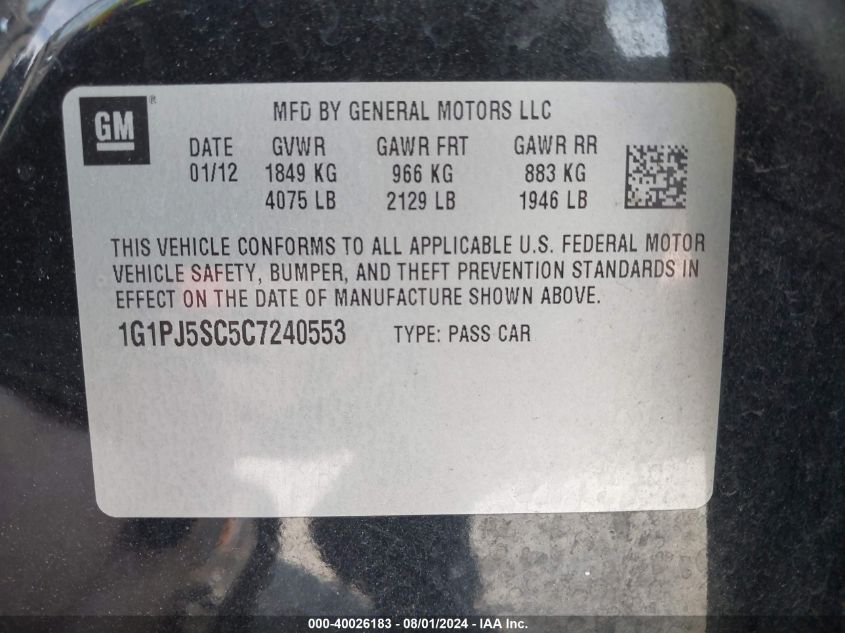 GM®
MFD BY GENERAL MOTORS LLC
DATE GVWR GAWR FRT GAWR RR
01/12 1849 KG 966 KG 883 KG
4075 LB 2129 LB 1946 LB
THIS VEHICLE CONFORMS TO ALL APPLICABLE U.S. FEDERAL MOTOR
VEHICLE SAFETY, BUMPER, AND THEFT PREVENTION STANDARDS IN
EFFECT ON THE DATE OF MANUFACTURE SHOWN ABOVE.
1G1PJ5SC5C7240553 TYPE: PASS CAR
000-40026183 - 08/01/2024 - IAA Inc.